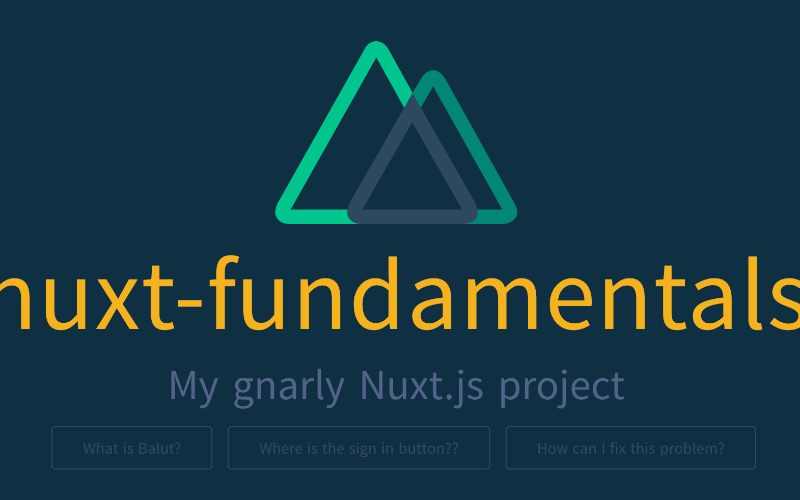 nuxt-fundamentals
My gnarly Nuxt.js project
What is Balut?
Where is the sign in button??
How can I fix this problem?